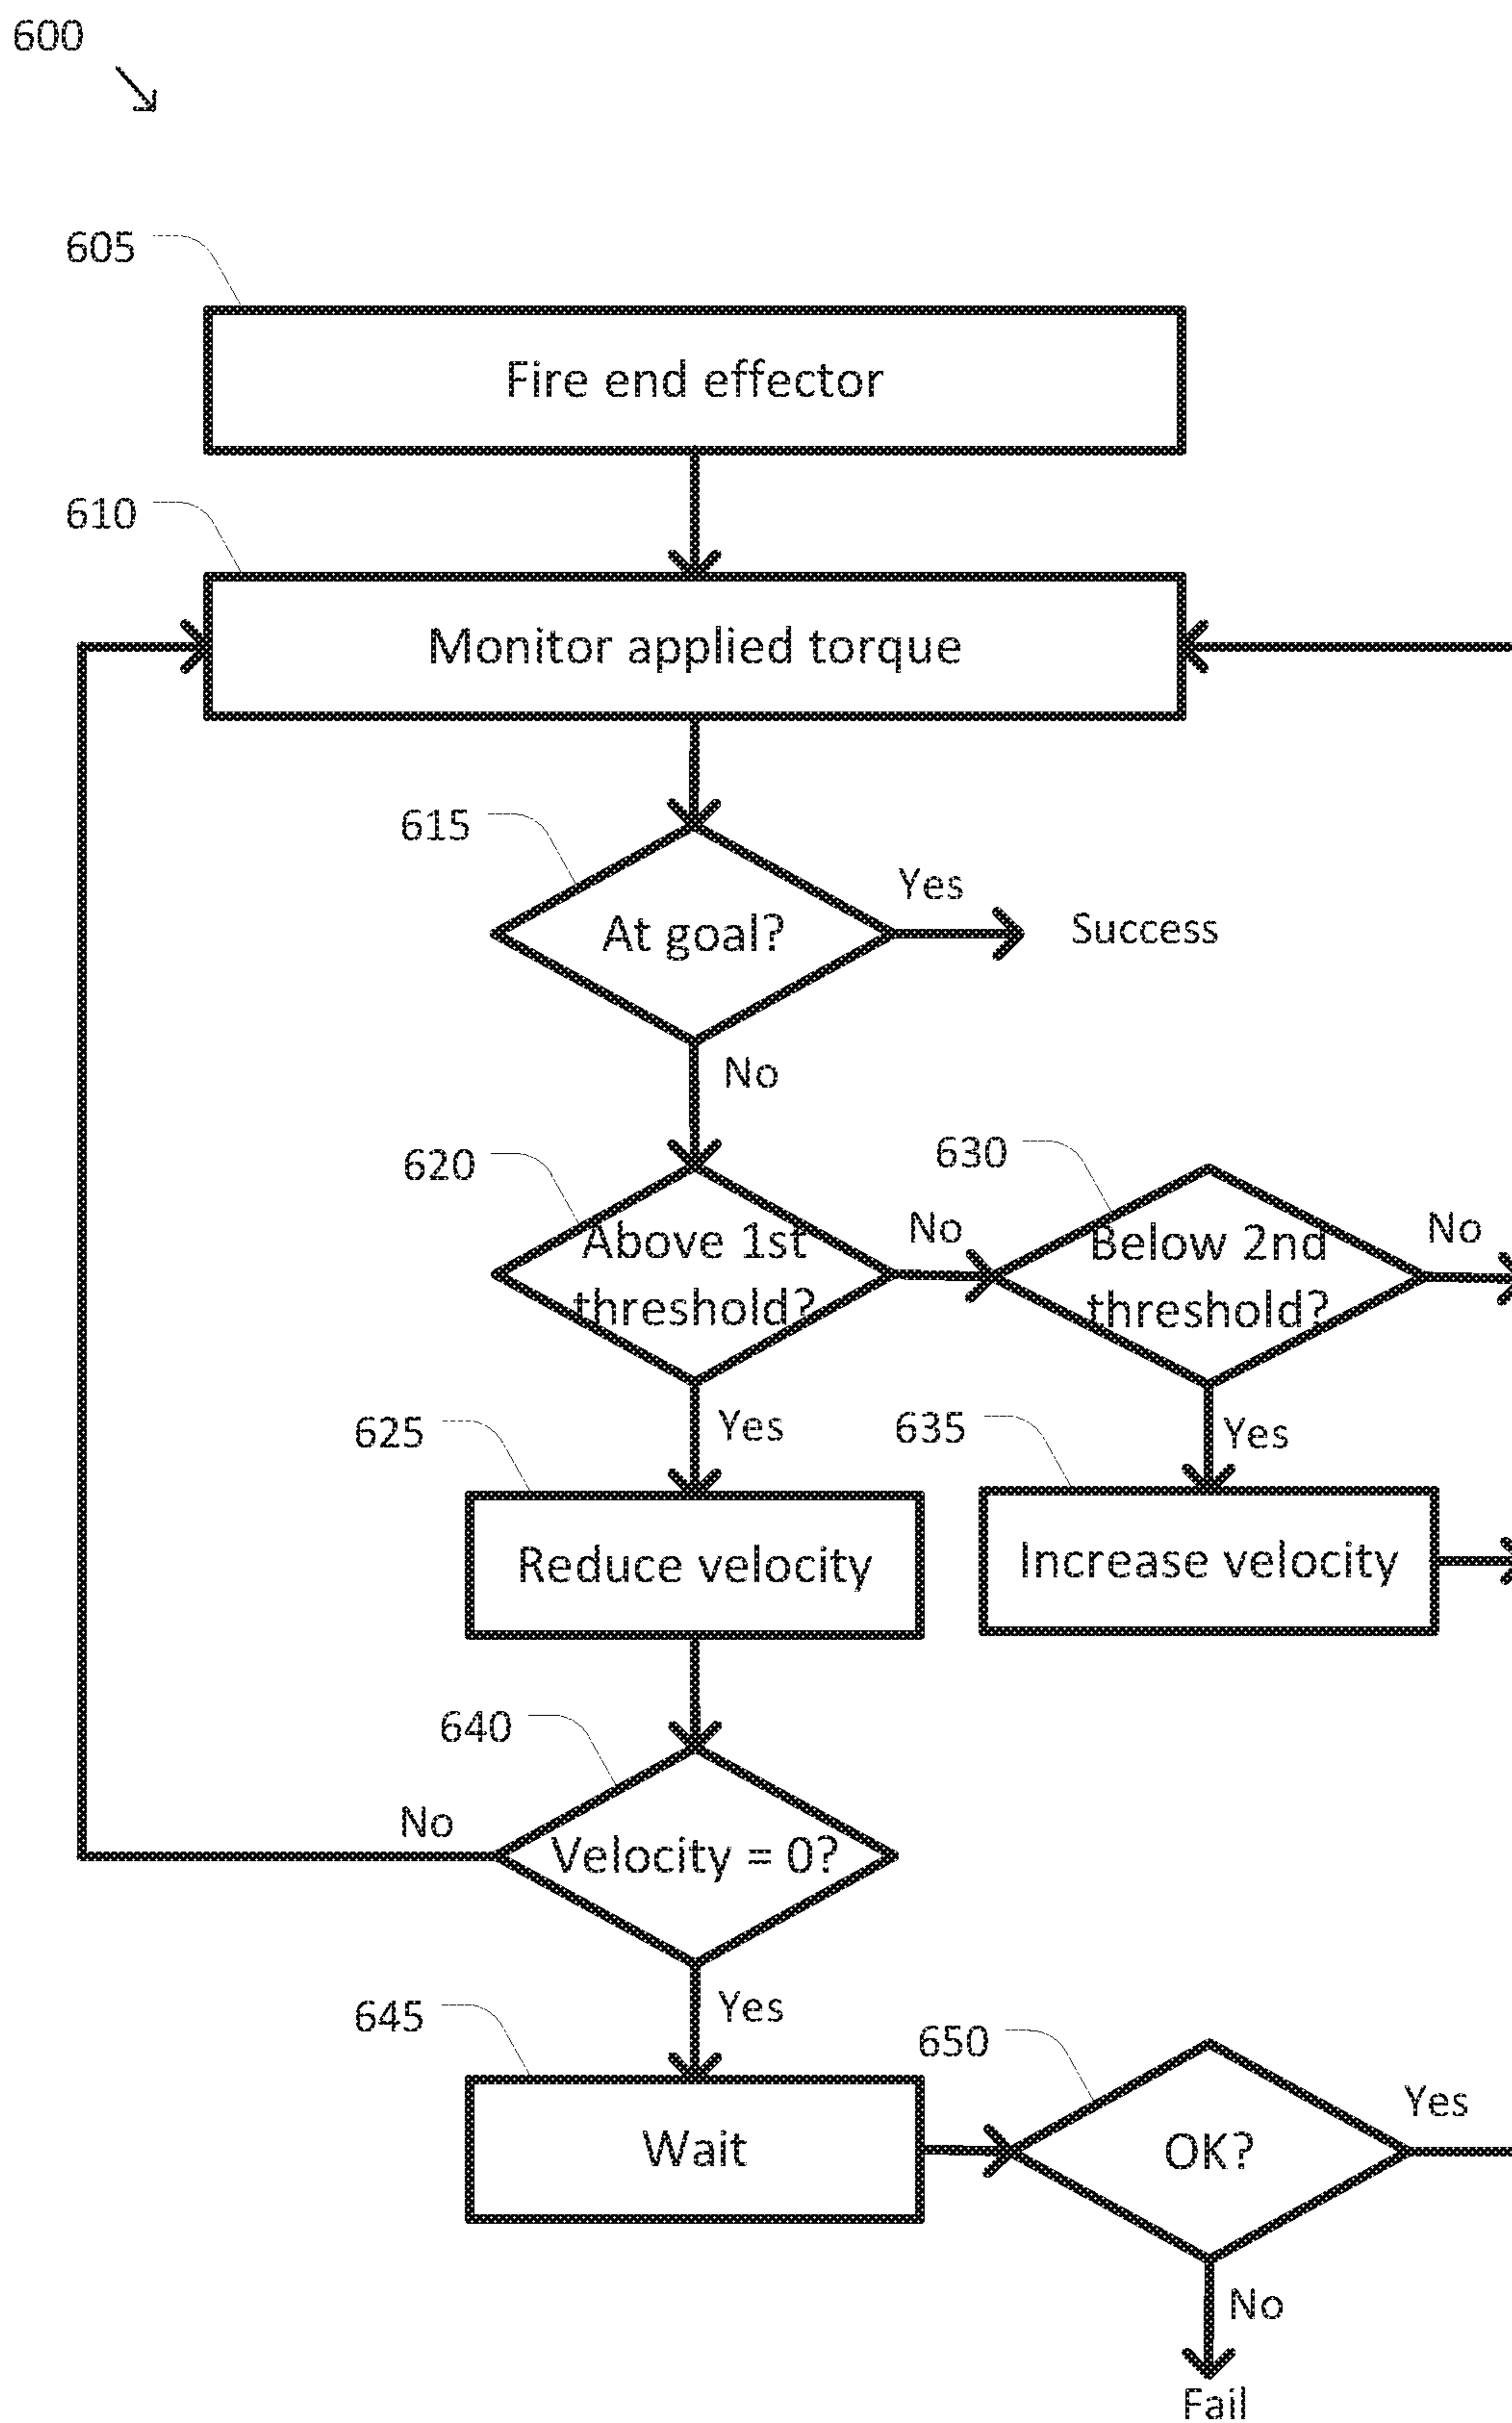 600
605
Fire end effector
610
Monitor applied torque
615
At goal?
Yes
Success
No
620
Above 1st
threshold?
No
630
Below 2nd
threshold?
No
Yes
625
Reduce velocity
Yes
635
Increase velocity
640
Velocity = 0?
No
Yes
645
Wait
650
OK?
Yes
No
Fail